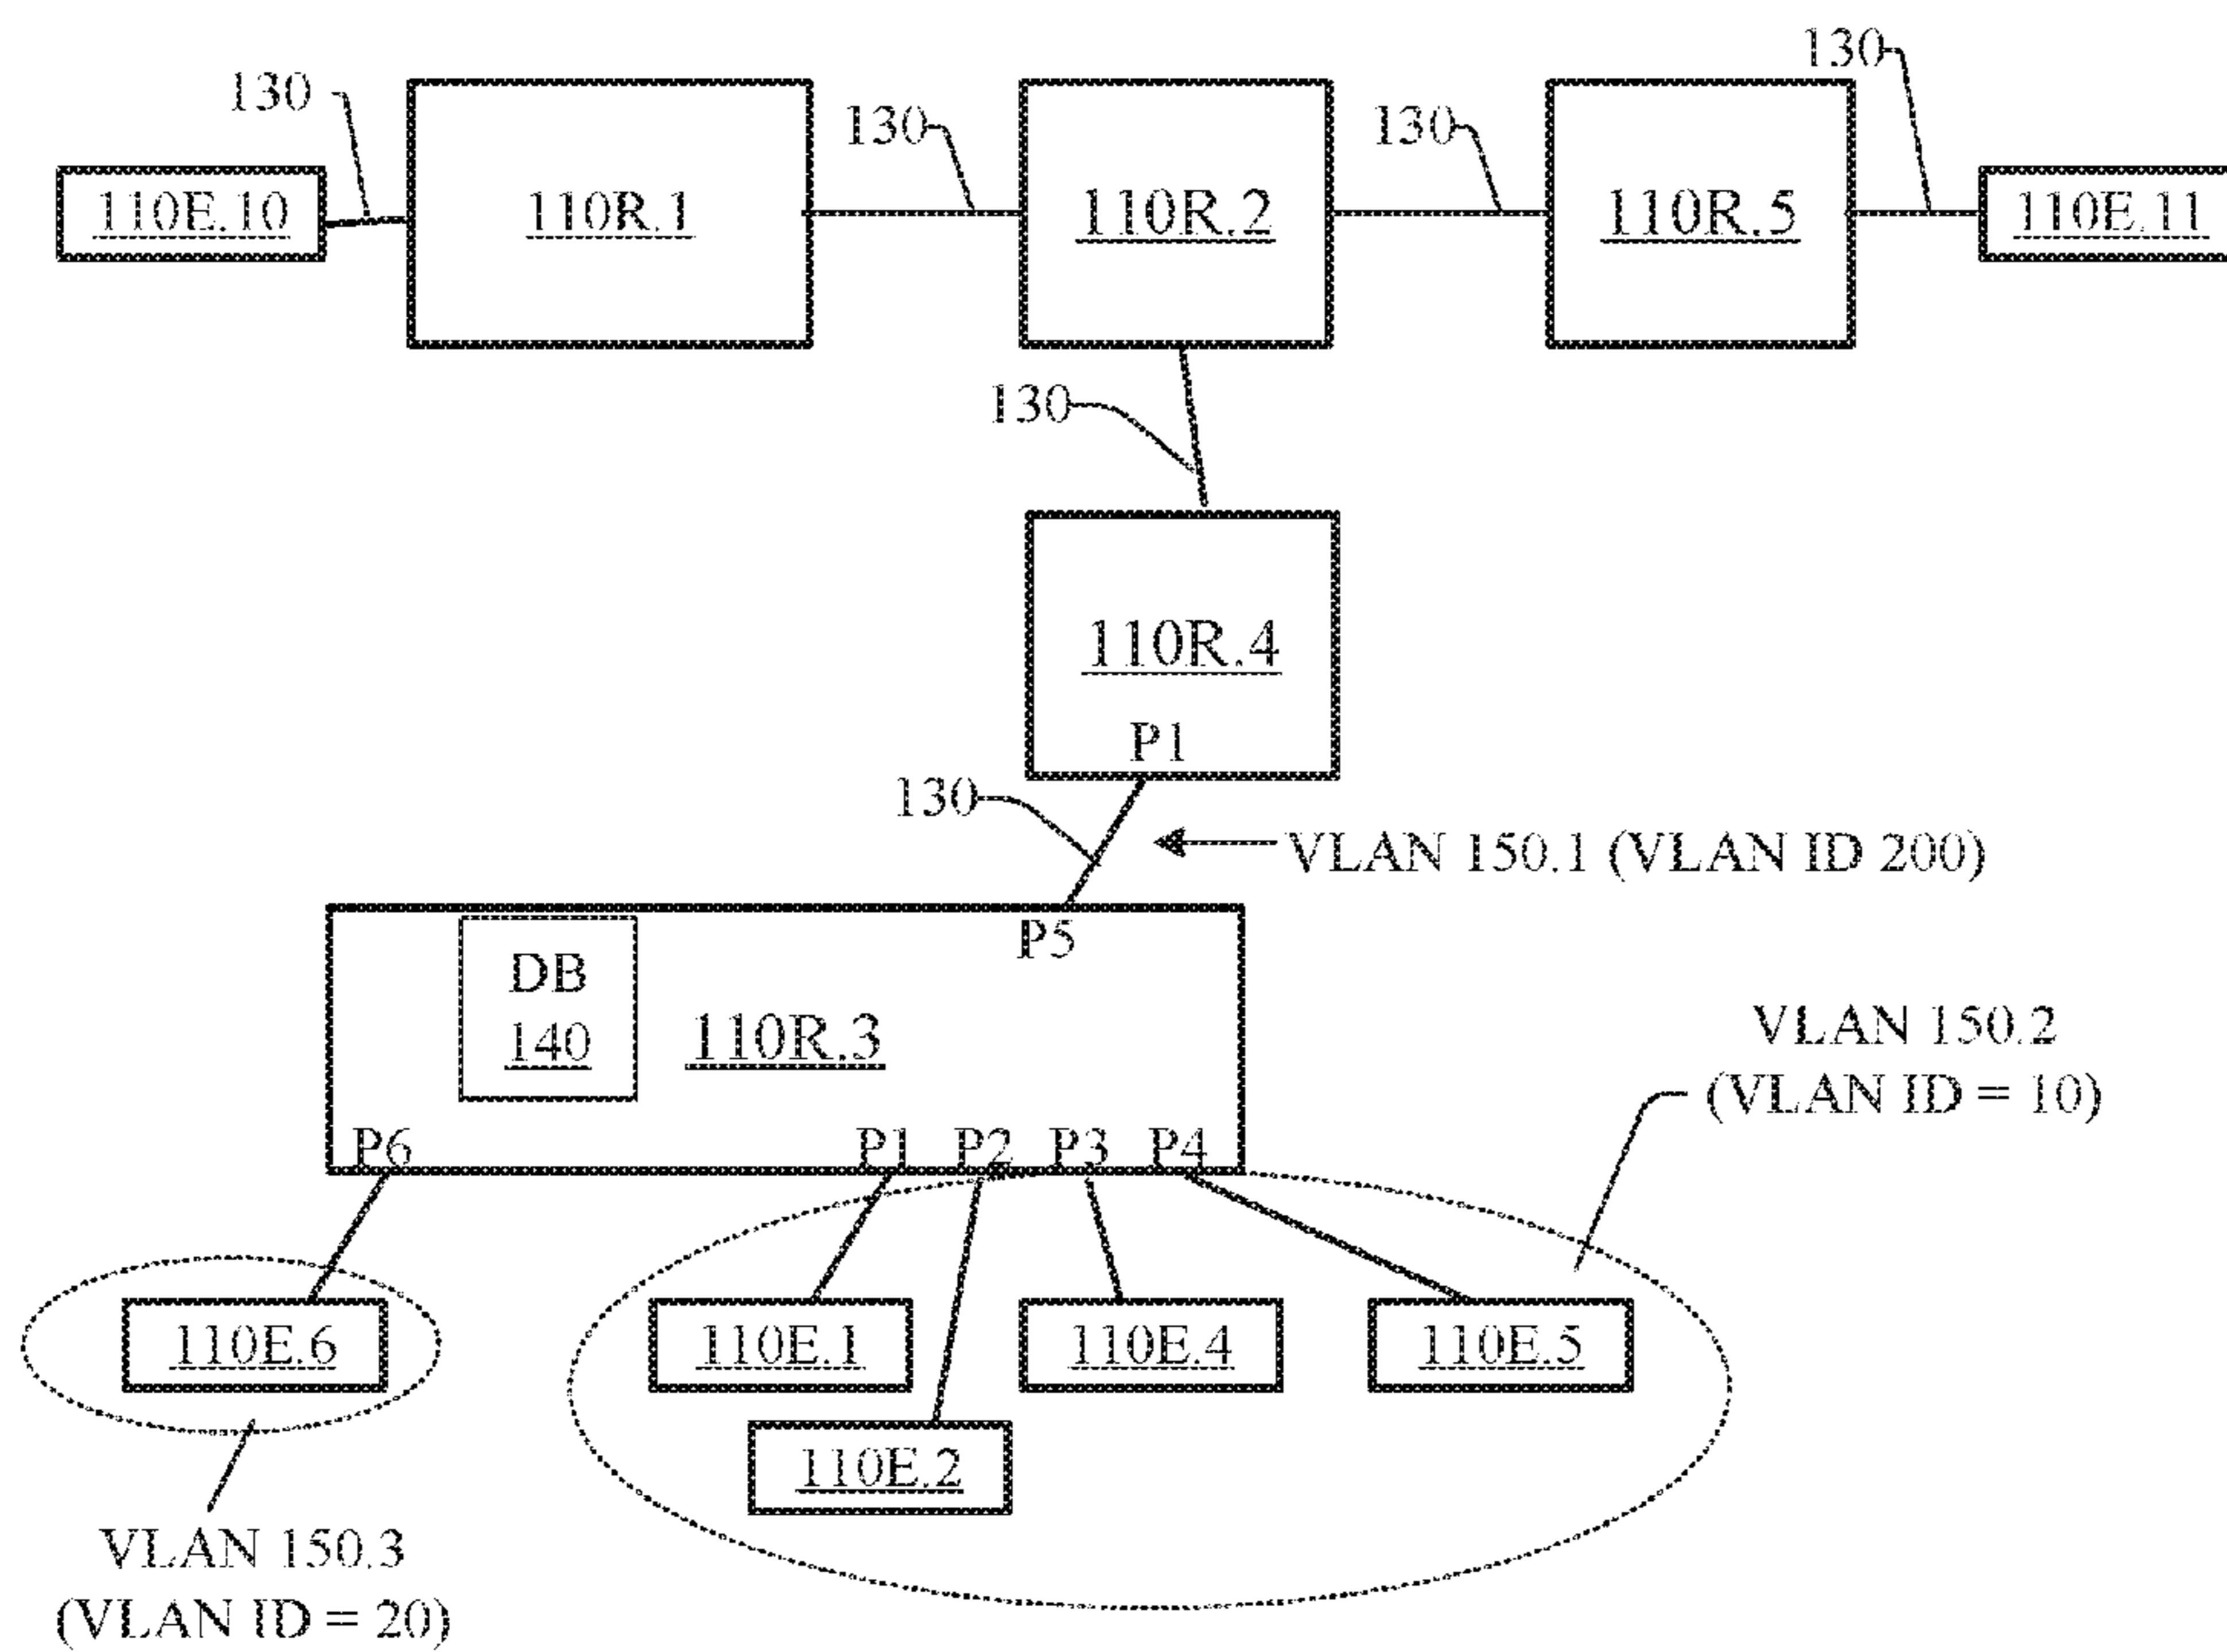 130
130
130
130
110E.10
110R.1
110R.2
110R.5
110E.11
130
110R.4
P1
130
VLAN 150.1 (VLAN ID 200)
P5
DB
140
110R.3
VLAN 150.2
(VLAN ID = 10)
P6
P1
P2
P3
P4
110E.6
110E.1
110E.4
110E.5
110E.2
VLAN 150.3
(VLAN ID = 20)